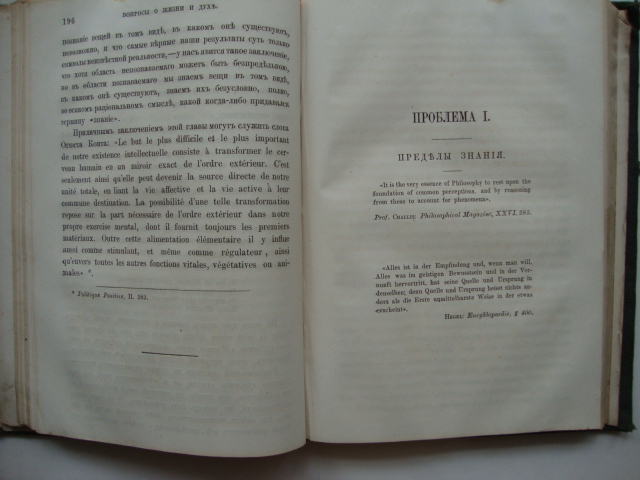 194
ВОПРОСЫ О ЖИЗНИ И ДУХѢ.
познаніе вещей въ томъ видѣ, въ какомъ онѣ существуютъ,
невозможно, и что самые вѣрные наши результаты суть только
символы неизвѣстной реальности,—у насъ явится такое заключеніе,
что хотя область непознаваемаго можетъ быть безпредѣльною,
но въ области познаваемаго мы знаемъ вещи въ томъ видѣ,
въ какомъ онѣ существуютъ, знаемъ ихъ безусловно, полно,
во всякомъ раціональномъ смыслѣ, какой когда-либо придавался
термину «знаніе».
Приличнымъ заключеніемъ этой главы могутъ служить слова
Огюста Конта: «Le but le plus difficile et le plus important
de notre existence intellectuelle consiste à transformer le cer-
veau humain en un miroir exact de l'ordre extérieur. C'est
seulement ainsi qu'elle peut devenir la source directe de notre
unité totale, en liant la vie affective et la vie active à leur
commune destination. La possibilité d'une telle transformation
repose sur la part nécessaire de l'ordre extérieur dans notre
propre exercise mental, dont il fournit toujours les premiers
matériaux. Outre cette alimentation élémentaire il y influe
aussi comme stimulant, et même comme régulateur, ainsi
qu'envers toutes les autres fonctions vitales, végétatives ou ani-
males» *.
* Politique Positive, II. 382.
ПРОБЛЕМА I.
ПРЕДѢЛЫ ЗНАНІЯ.
«It is the very essence of Philosophy to rest upon the
foundation of common perceptions, and by reasoning
from them to account for phenomena».
Prof. Challis: Philosophical Magazine, XXVI. 283.
«Alles ist in der Empfindung und, wenn man will,
Alles was im geistigen Bewusstsein und in der Ver-
nunft hervortritt, hat seine Quelle und Ursprung in
derselben; denn Quelle und Ursprung heisst nichts an-
ders als die Erste unmittelbarste Weise in der etwas
erscheint».
Hegel: Encyklopædie, § 400.